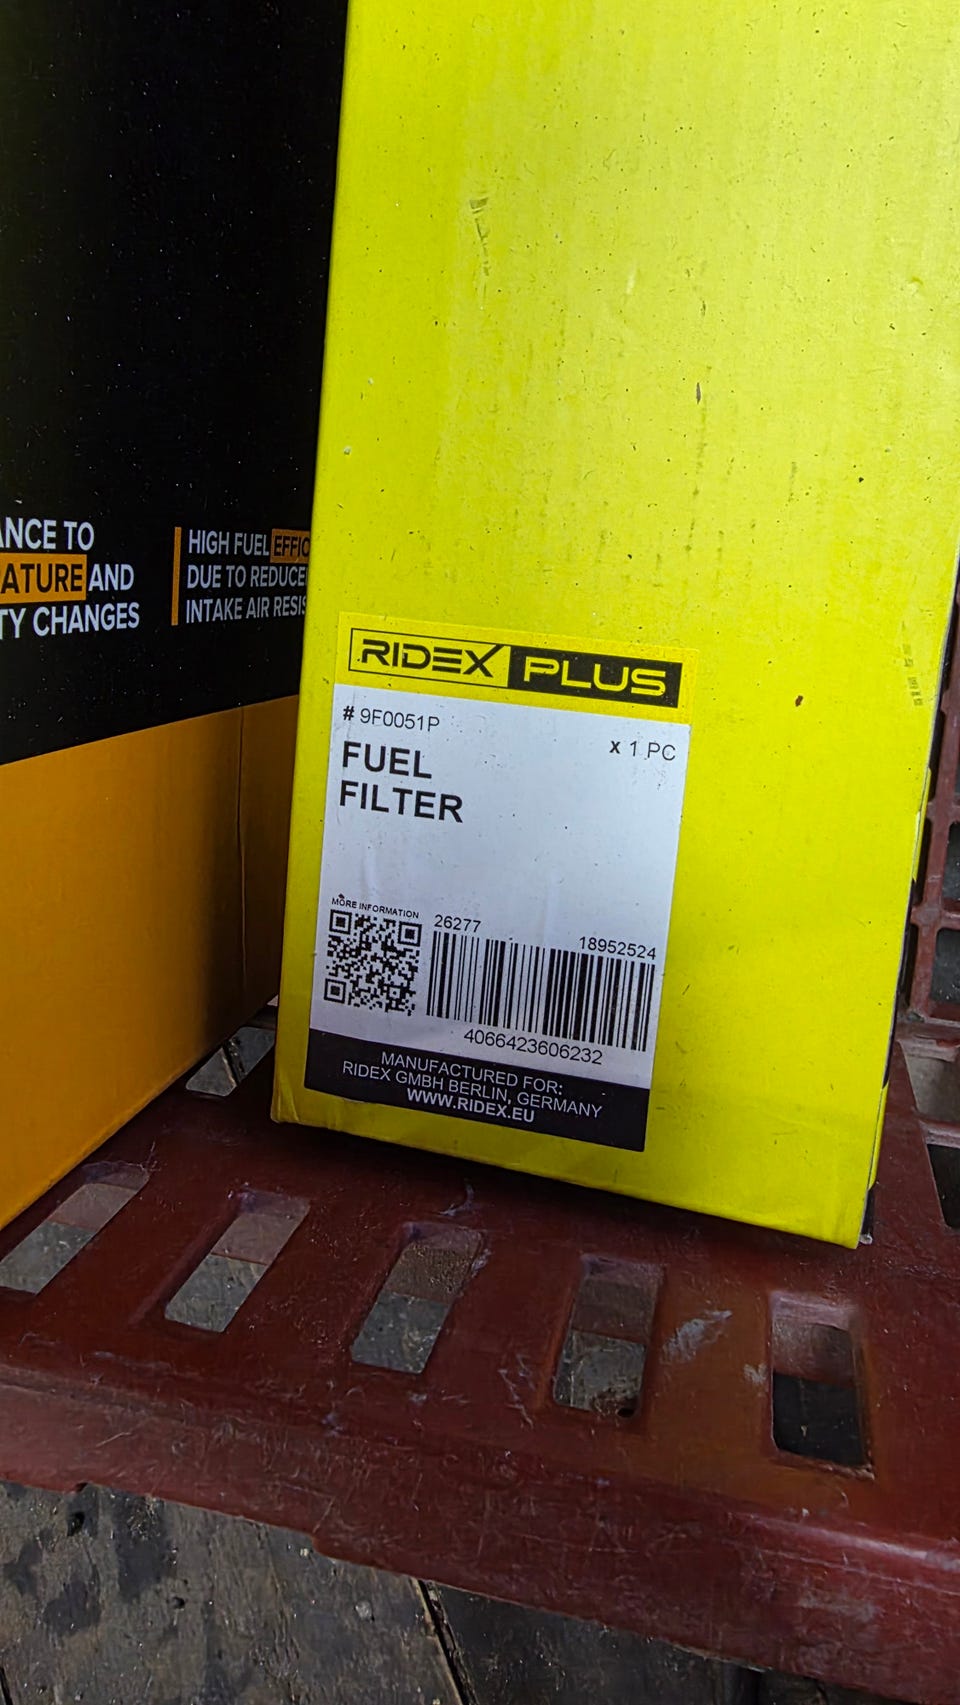 ANCE TO
ATURE AND
TY CHANGES
HIGH FUEL EFFIC
DUE TO REDUCE
INTAKE AIR RESIS
RIDEX PLUS
# 9F0051P
x 1 PC
FUEL
FILTER
MORE INFORMATION
26277
18952524
4066423606232
MANUFACTURED FOR:
RIDEX GMBH BERLIN, GERMANY
WWW.RIDEX.EU